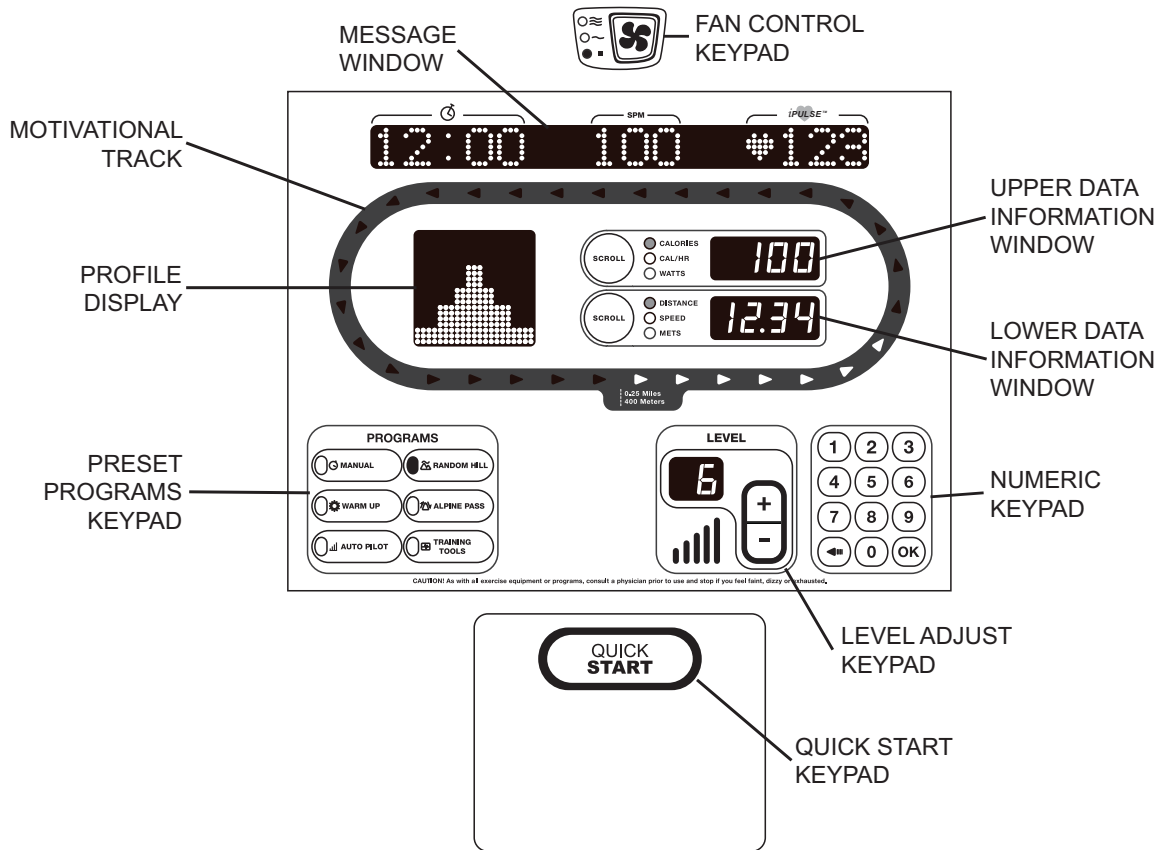 FAN CONTROL
KEYPAD
MESSAGE
WINDOW
MOTIVATIONAL
TRACK
SPM
iPULSE™
12:00 100 123
UPPER DATA
INFORMATION
WINDOW
PROFILE
DISPLAY
SCROLL
CALORIES
CAL/HR
WATTS
100
SCROLL
DISTANCE
SPEED
METS
12.34
LOWER DATA
INFORMATION
WINDOW
0.25 Miles
400 Meters
PRESET
PROGRAMS
KEYPAD
PROGRAMS
MANUAL RANDOM HILL
WARM UP ALPINE PASS
AUTO PILOT TRAINING
TOOLS
LEVEL
6
+
-
1 2 3
4 5 6
7 8 9
0 OK
NUMERIC
KEYPAD
CAUTION! As with all exercise equipment or programs, consult a physician prior to use and stop if you feel faint, dizzy or exhausted.
LEVEL ADJUST
KEYPAD
QUICK
START
QUICK START
KEYPAD